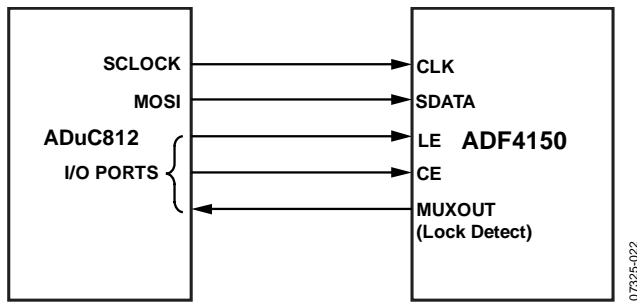 SCLOCK
CLK
MOSI
SDATA
ADuC812
LE
ADF4150
I/O PORTS
CE
MUXOUT
(Lock Detect)
07325-022